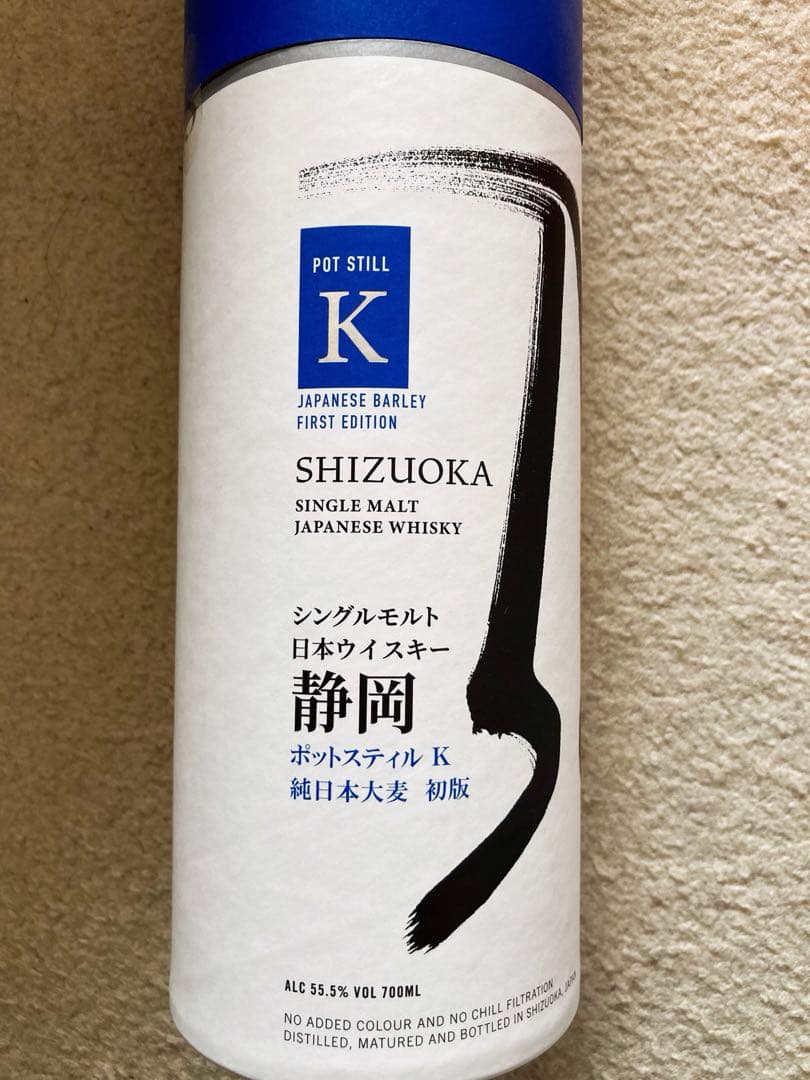 POT STILL
K
JAPANESE BARLEY
FIRST EDITION
SHIZUOKA
SINGLE MALT
JAPANESE WHISKY
シングルモルト
日本ウイスキー
静岡
ポットスティル K
純日本大麦 初版
ALC 55.5% VOL 700ML
NO ADDED COLOUR AND NO CHILL FILTRATION
DISTILLED, MATURED AND BOTTLED IN SHIZUOKA, JAPAN